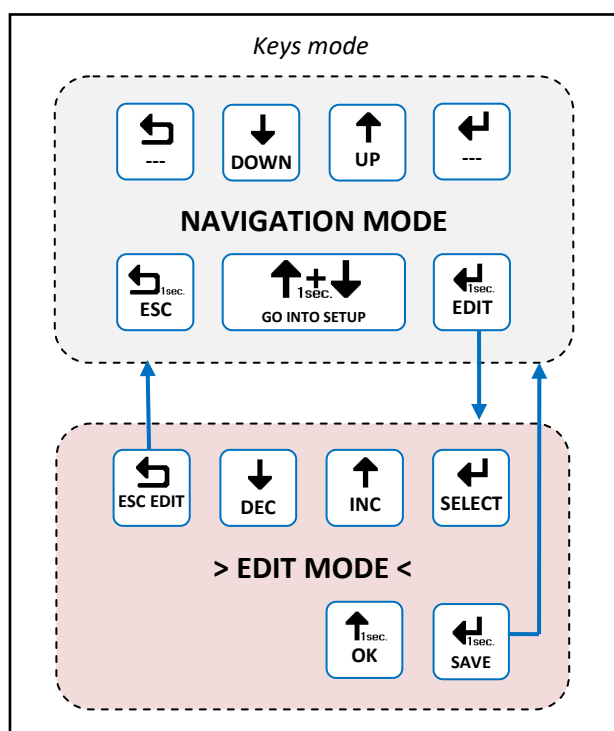 Keys mode
---
DOWN
UP
---
NAVIGATION MODE
1sec.
ESC
+
1sec.
GO INTO SETUP
1sec.
EDIT
ESC EDIT
DEC
INC
SELECT
> EDIT MODE <
1sec.
OK
1sec.
SAVE